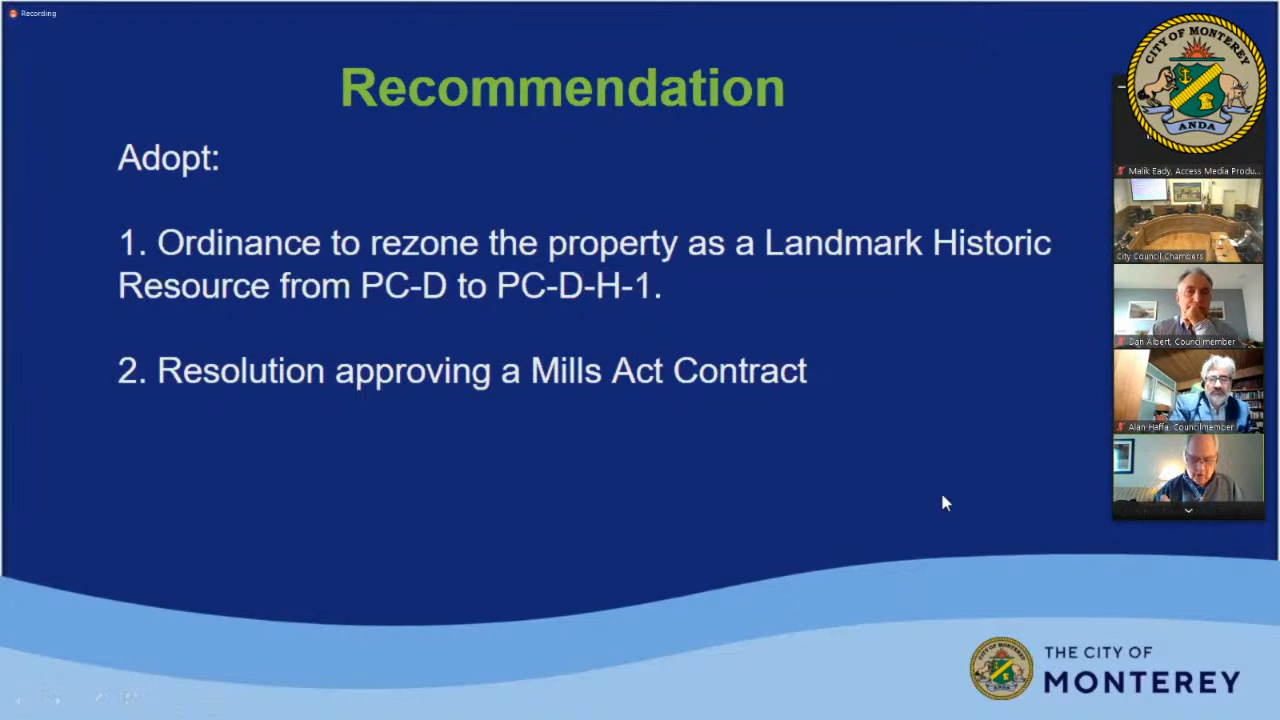 Recording
Recommendation
Adopt:
1. Ordinance to rezone the property as a Landmark Historic
Resource from PC-D to PC-D-H-1.
2. Resolution approving a Mills Act Contract
CITY OF MONTEREY
ANDA
Malik Eady, Access Media Produ...
City Council Chambers
Dan Albert, Councilmember
Alan Haffa, Councilmember
THE CITY OF
MONTEREY